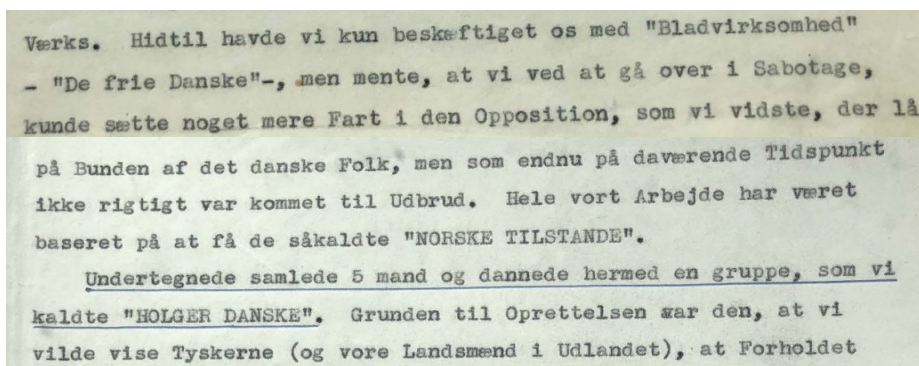 Værks.  Hidtil havde vi kun beskæftiget os med "Bladvirksomhed"
- "De frie Danske"-, men mente, at vi ved at gå over i Sabotage,
kunde sætte noget mere Fart i den Opposition, som vi vidste, der lå
på Bunden af det danske Folk, men som endnu på daværende Tidspunkt
ikke rigtigt var kommet til Udbrud.  Hele vort Arbejde har været
baseret på at få de såkaldte "NORSKE TILSTANDE".
Undertegnede samlede 5 mand og dannede hermed en gruppe, som vi
kaldte "HOLGER DANSKE".  Grunden til Oprettelsen var den, at vi
vilde vise Tyskerne (og vore Landsmænd i Udlandet), at Forholdet